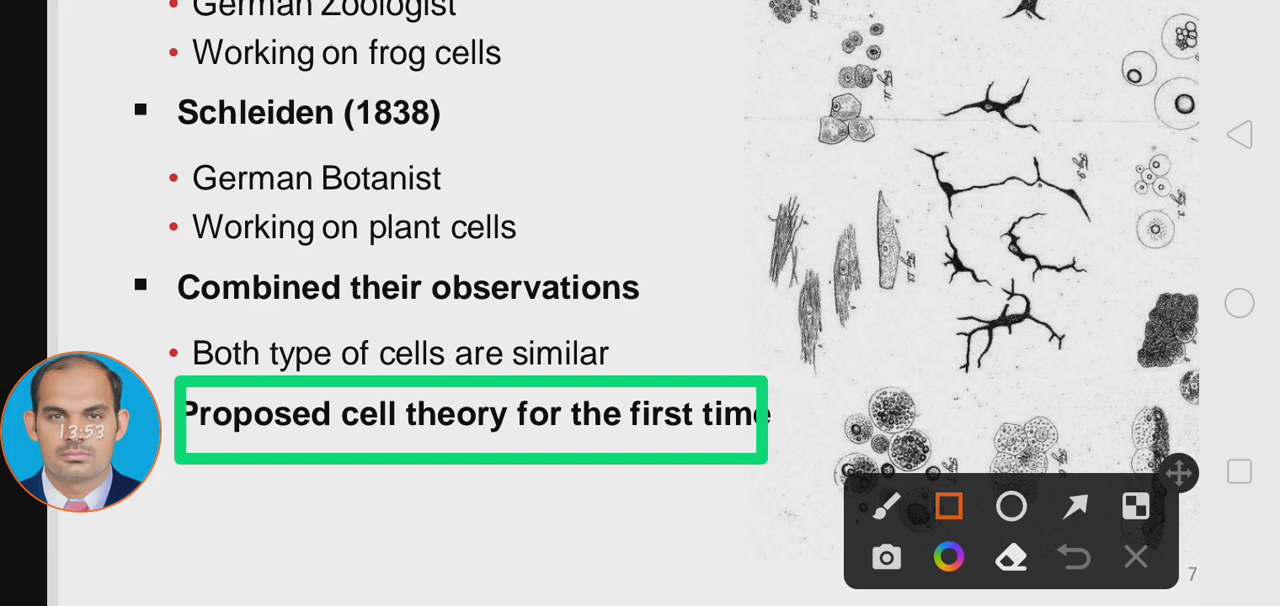 German Zoologist
Working on frog cells
Schleiden (1838)
German Botanist
Working on plant cells
Combined their observations
Both type of cells are similar
Proposed cell theory for the first time
13:53
7